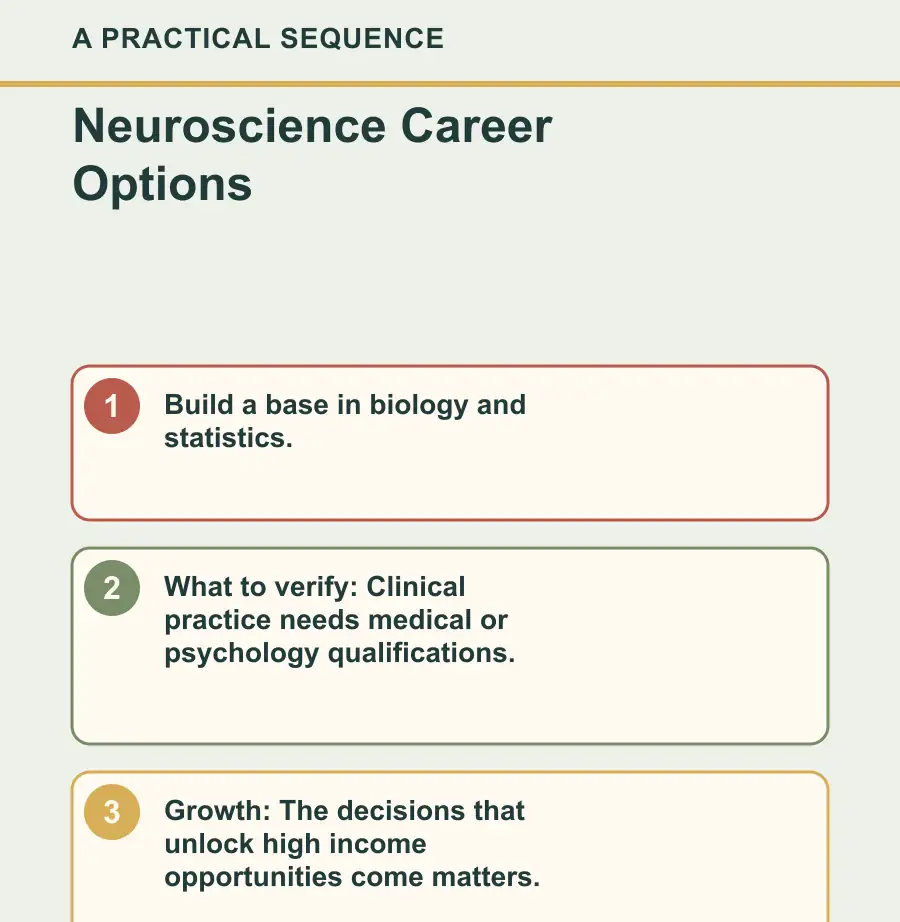 A PRACTICAL SEQUENCE
Neuroscience Career
Options
1
Build a base in biology and
statistics.
2
What to verify: Clinical
practice needs medical or
psychology qualifications.
3
Growth: The decisions that
unlock high income
opportunities come matters.